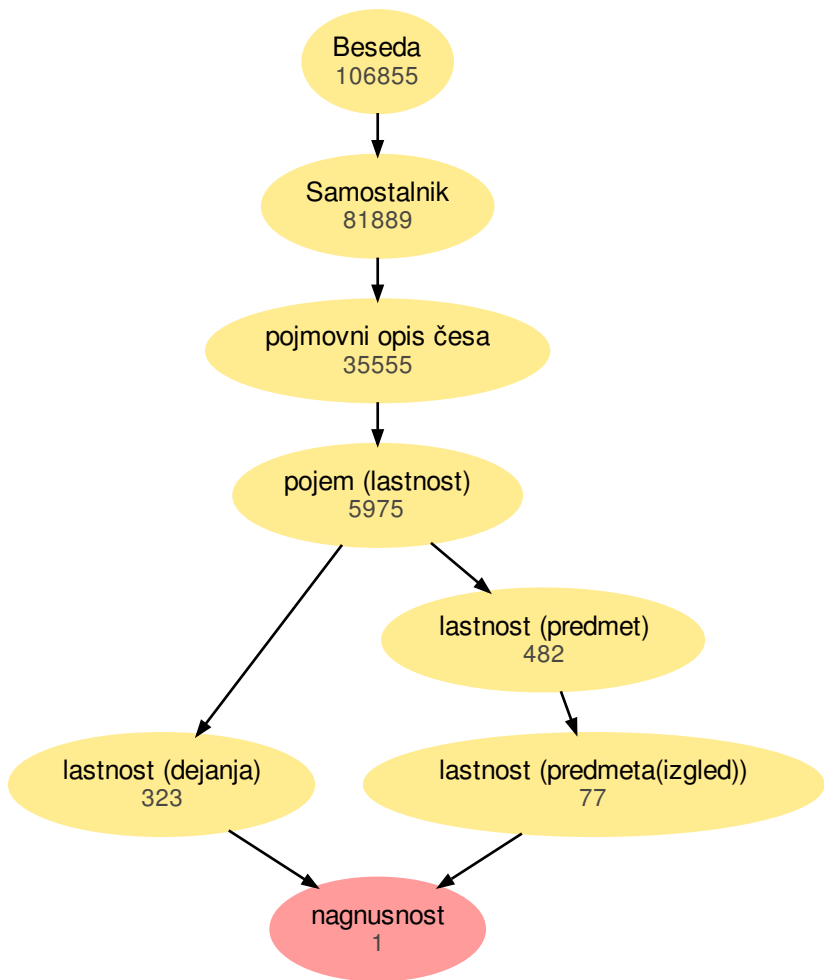 Beseda
106855
Samostalnik
81889
pojmovni opis česa
35555
pojem (lastnost)
5975
lastnost (predmet)
482
lastnost (dejanja)
323
lastnost (predmeta(izgled))
77
nagnusnost
1